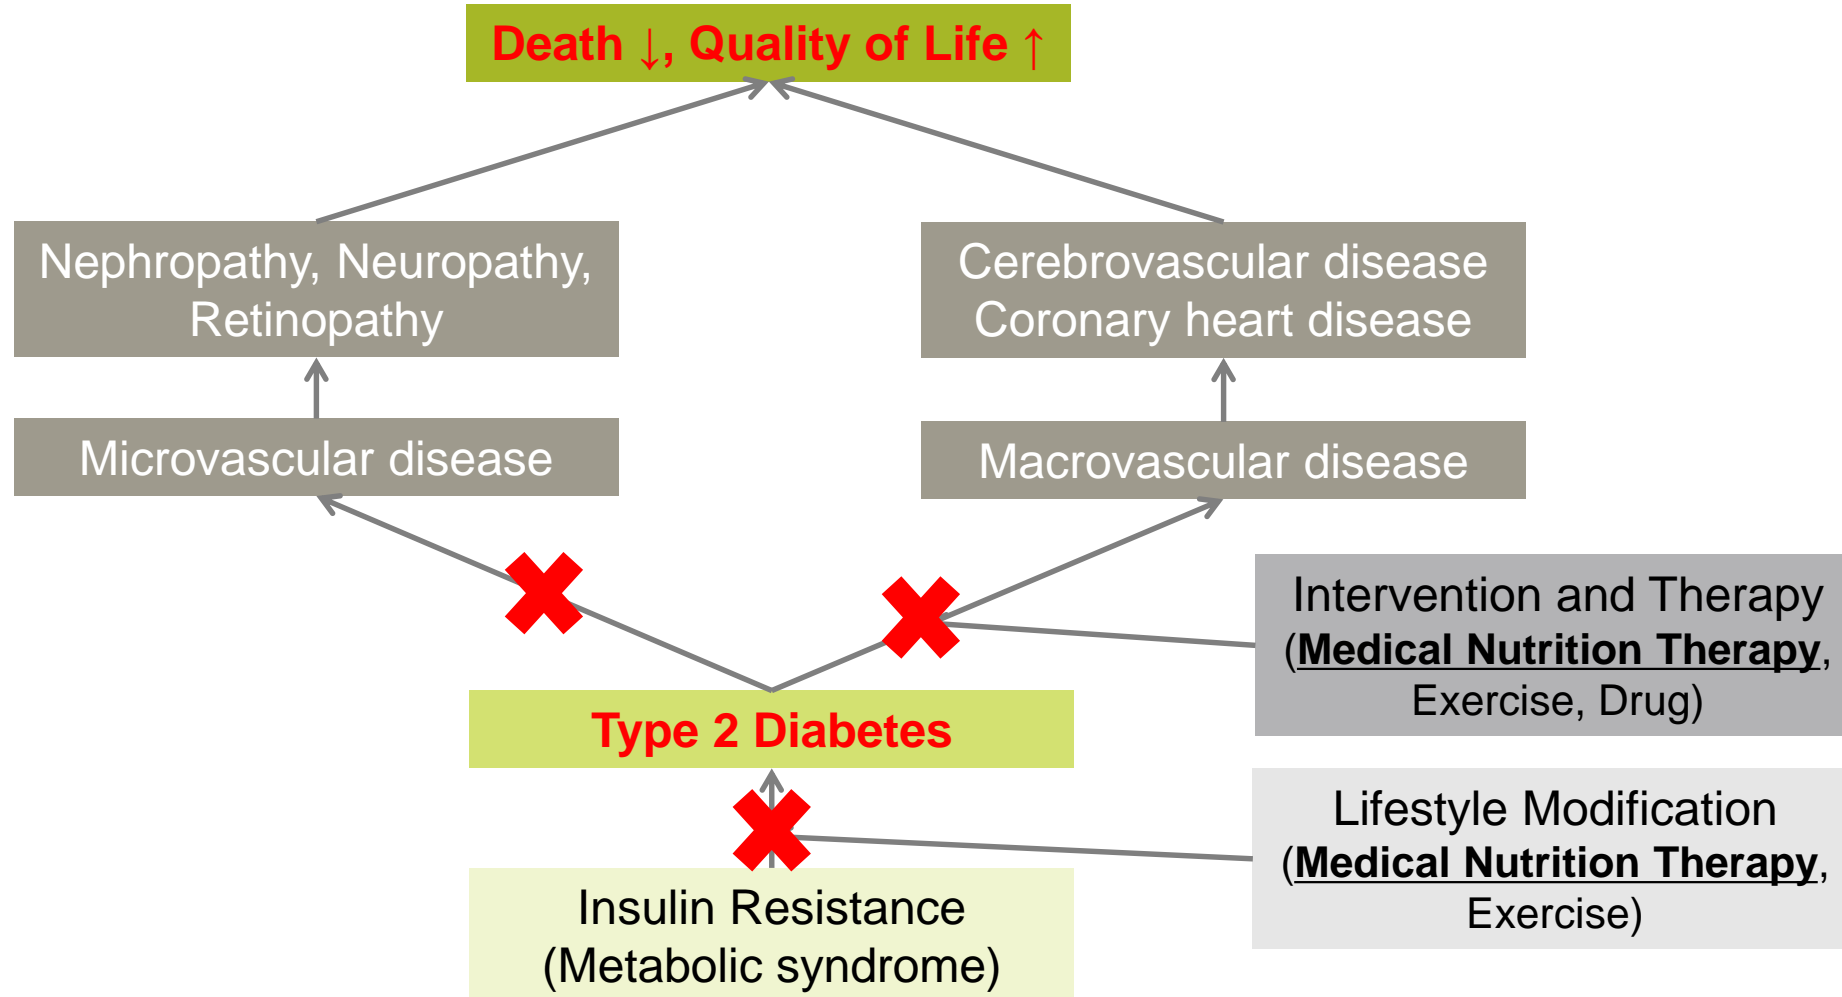 Death ↓, Quality of Life ↑
Nephropathy, Neuropathy,
Retinopathy
Cerebrovascular disease
Coronary heart disease
Microvascular disease
Macrovascular disease
Intervention and Therapy
(Medical Nutrition Therapy,
Exercise, Drug)
Type 2 Diabetes
Lifestyle Modification
(Medical Nutrition Therapy,
Exercise)
Insulin Resistance
(Metabolic syndrome)